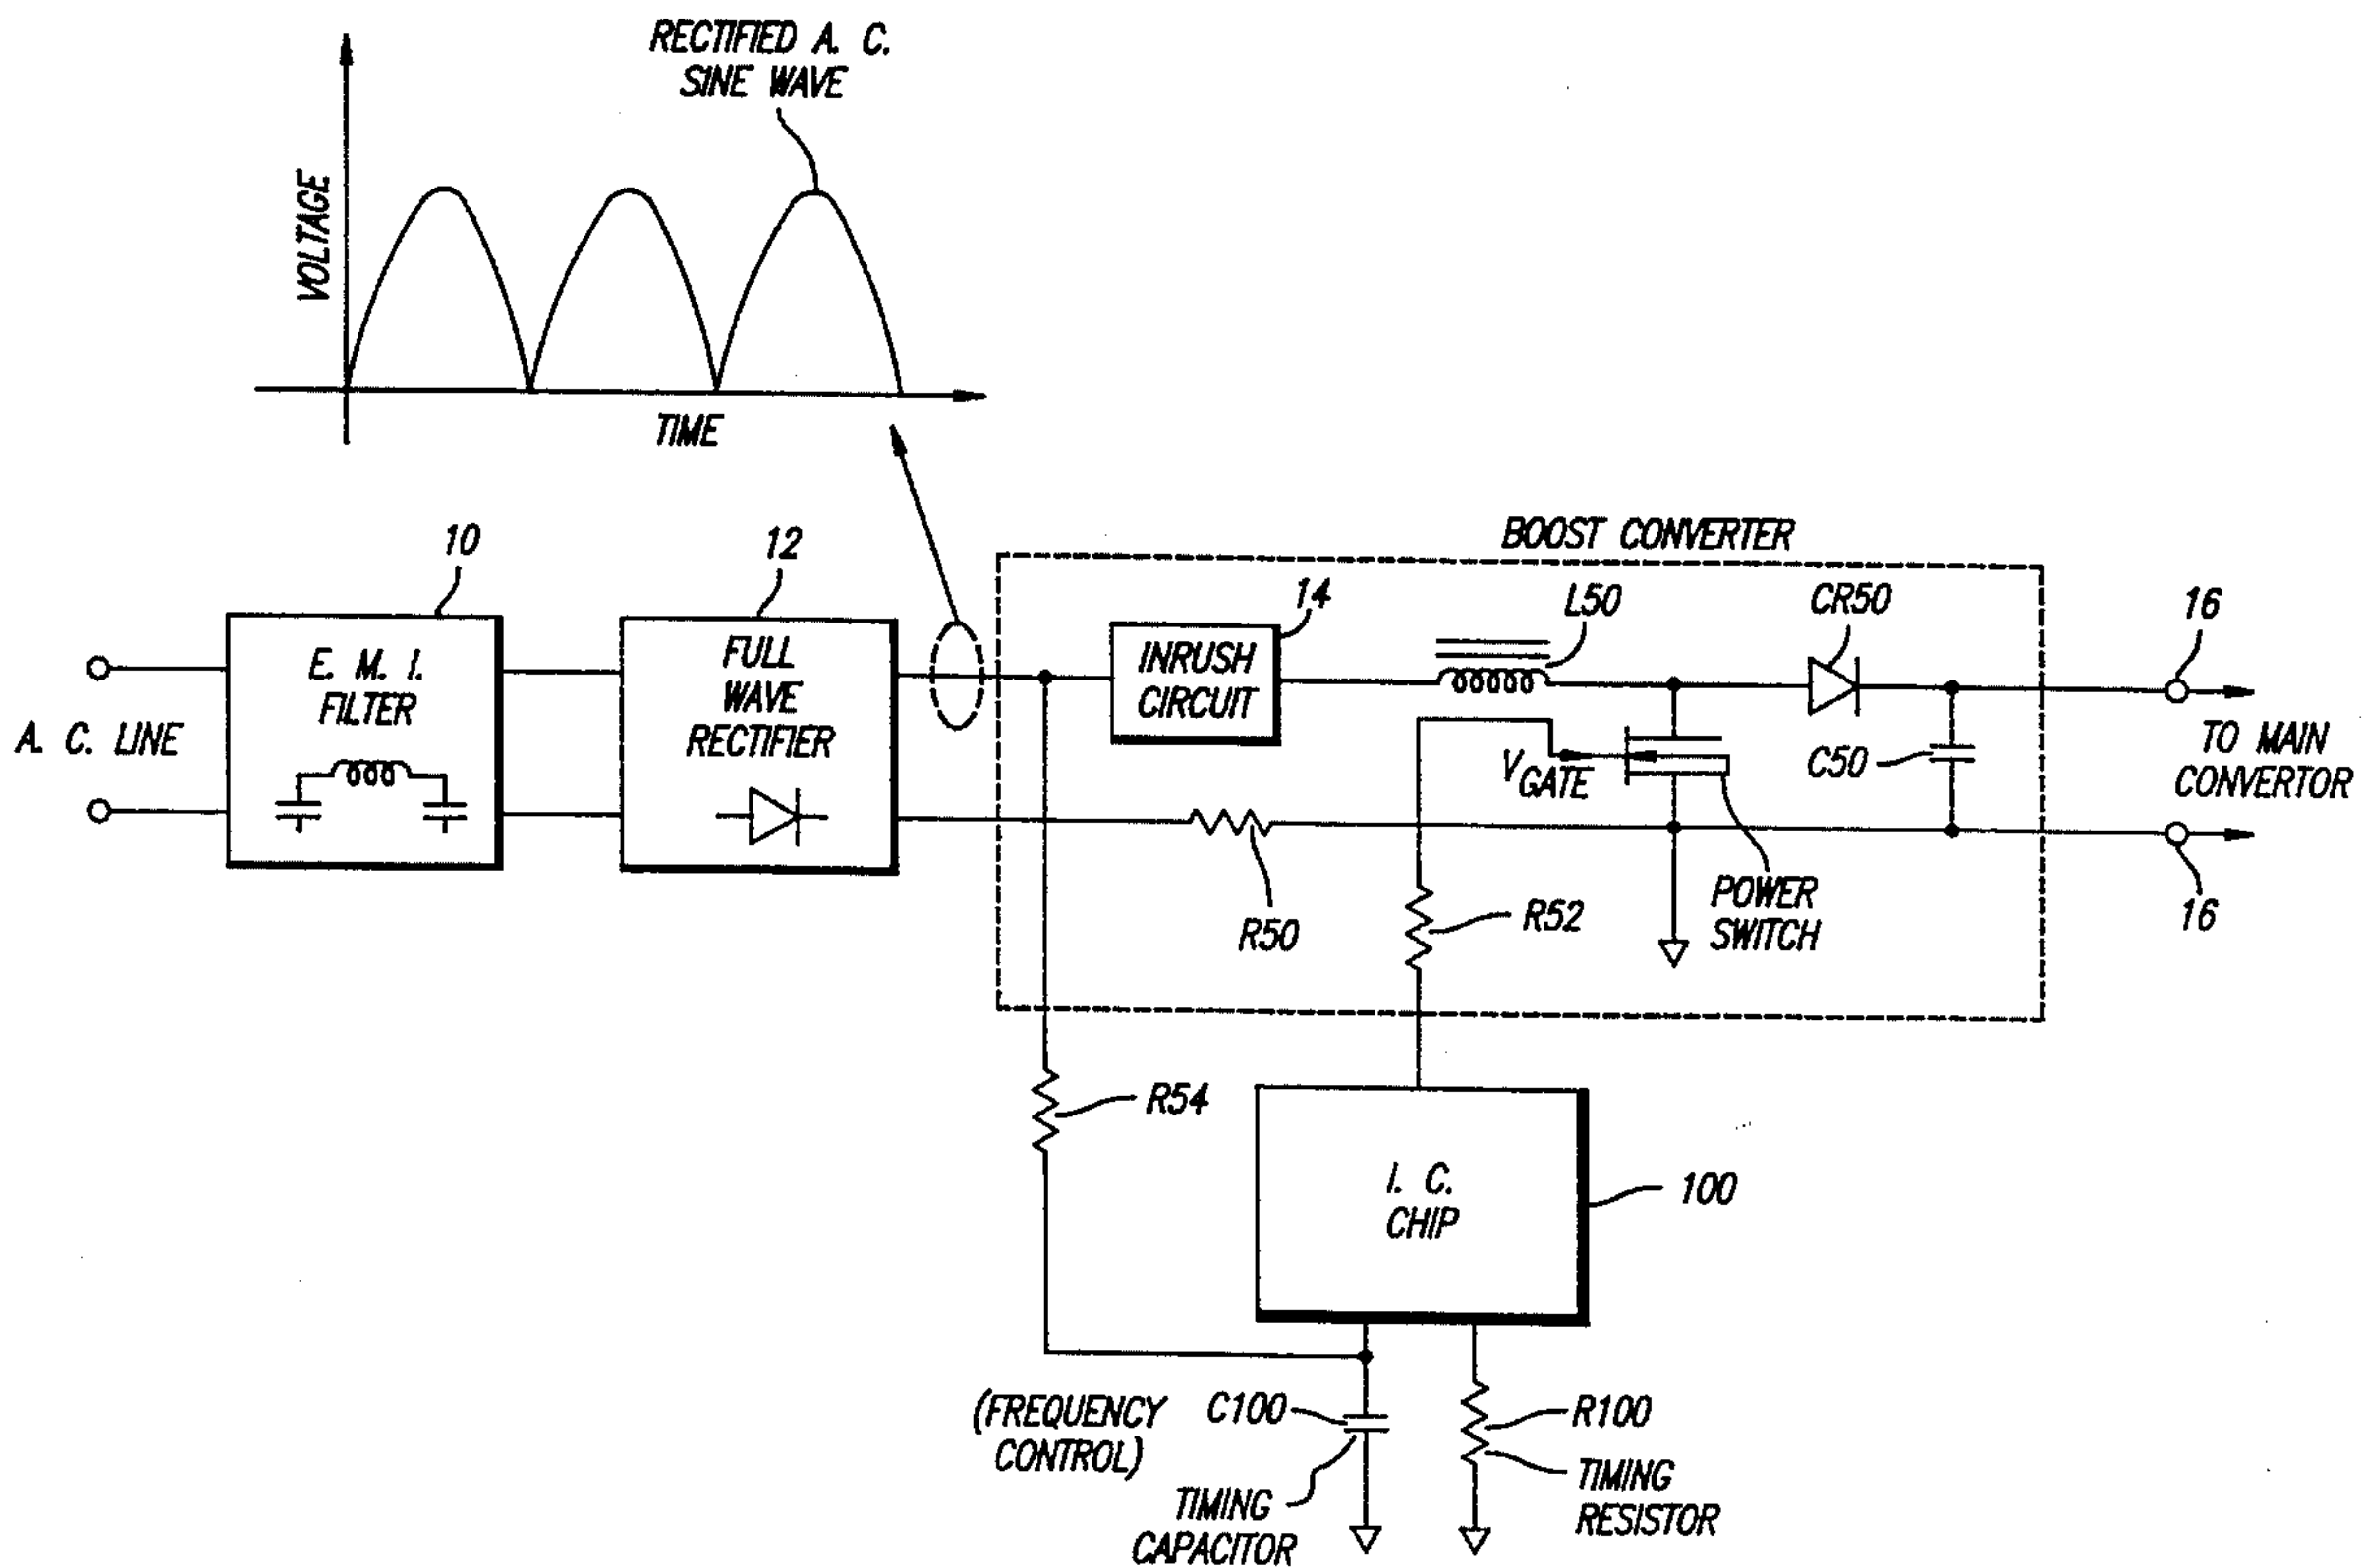 RECTIFIED A. C.
SINE WAVE
VOLTAGE
TIME
10
12
BOOST CONVERTER
14
L50
CR50
16
E. M. I.
FILTER
FULL
WAVE
RECTIFIER
INRUSH
CIRCUIT
A. C. LINE
VGATE
C50
TO MAIN
CONVERTOR
R50
R52
POWER
SWITCH
16
R54
I. C.
CHIP
100
(FREQUENCY
CONTROL)
C100
R100
TIMING
CAPACITOR
TIMING
RESISTOR